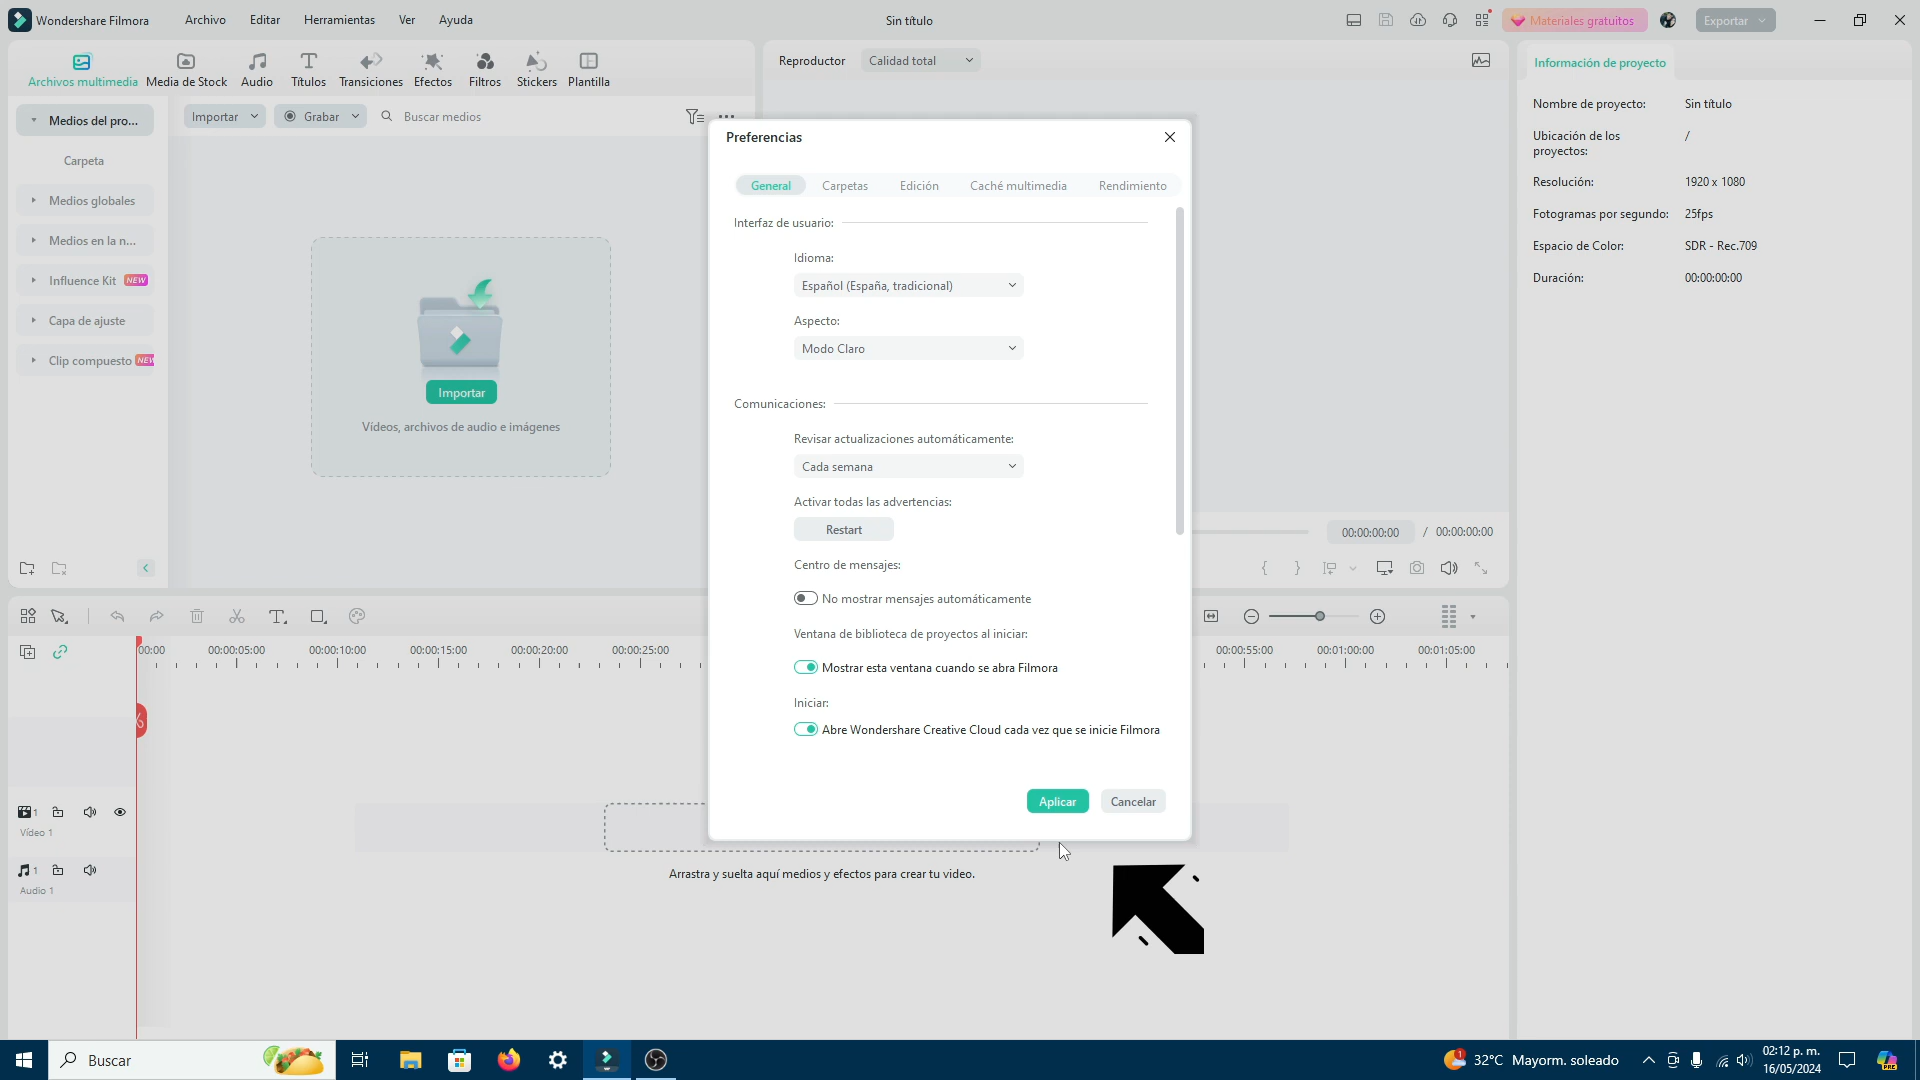 Wondershare Filmora
Archivo
Editar
Herramientas
Ver
Ayuda
Sin título
Materiales gratuitos
Exportar
Archivos multimedia
Media de Stock
Audio
Títulos
Transiciones
Efectos
Filtros
Stickers
Plantilla
Medios del pro...
Carpeta
Medios globales
Medios en la n...
Influence Kit NEW
Capa de ajuste
Clip compuesto NEW
Importar
Grabar
Buscar medios
Importar
Vídeos, archivos de audio e imágenes
Reproductor
Calidad total
00:00:00:00 / 00:00:00:00
Información de proyecto
Nombre de proyecto: Sin título
Ubicación de los
proyectos: /
Resolución: 1920 x 1080
Fotogramas por segundo: 25fps
Espacio de Color: SDR - Rec.709
Duración: 00:00:00:00
Preferencias
General
Carpetas
Edición
Caché multimedia
Rendimiento
Interfaz de usuario:
Idioma:
Español (España, tradicional)
Aspecto:
Modo Claro
Comunicaciones:
Revisar actualizaciones automáticamente:
Cada semana
Activar todas las advertencias:
Restart
Centro de mensajes:
No mostrar mensajes automáticamente
Ventana de biblioteca de proyectos al iniciar:
Mostrar esta ventana cuando se abra Filmora
Iniciar:
Abre Wondershare Creative Cloud cada vez que se inicie Filmora
Aplicar
Cancelar
00:00
00:00:05:00
00:00:10:00
00:00:15:00
00:00:20:00
00:00:25:00
00:00:55:00
00:01:00:00
00:01:05:00
1
Vídeo 1
1
Audio 1
Arrastra y suelta aquí medios y efectos para crear tu video.
Buscar
1
32°C Mayorm. soleado
02:12 p. m.
16/05/2024
PRE